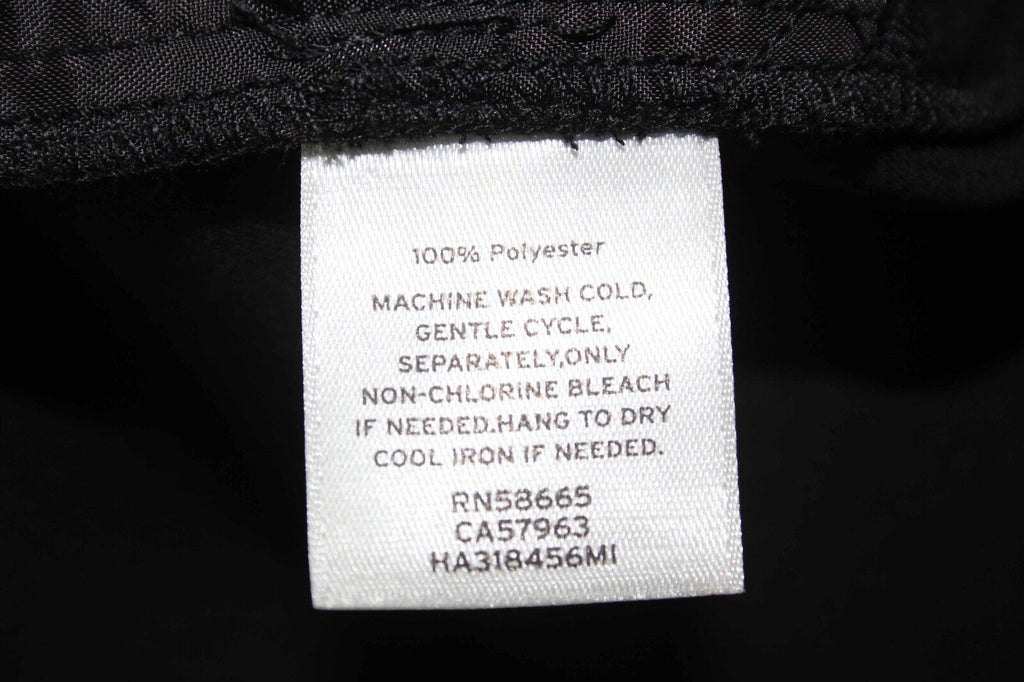 100% Polyester
MACHINE WASH COLD,
GENTLE CYCLE,
SEPARATELY,ONLY
NON-CHLORINE BLEACH
IF NEEDED.HANG TO DRY
COOL IRON IF NEEDED.
RN58665
CA57963
HA318456MI